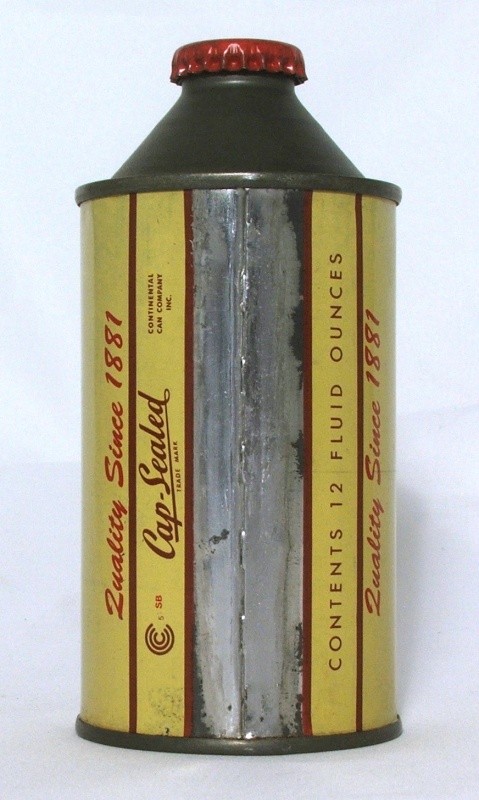 Quality Since 1881
CONTINENTAL
CAN COMPANY
INC.
Cap-Sealed
TRADE MARK
5 SB
CONTENTS 12 FLUID OUNCES
Quality Since 1881